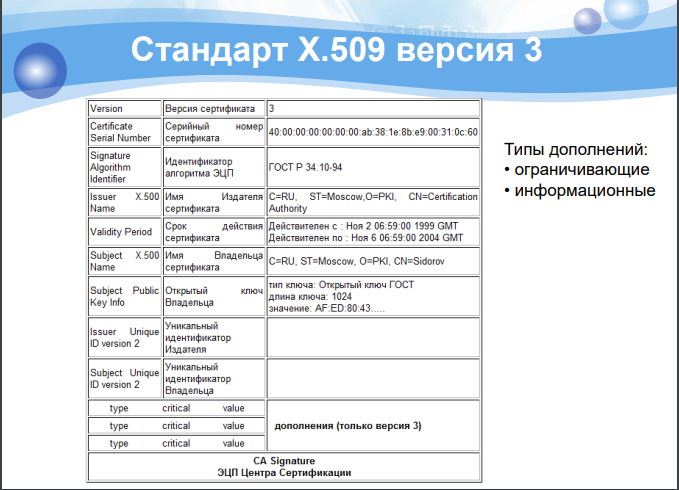 Стандарт X.509 версия 3
Version Версия сертификата 3
Certificate Серийный номер 40:00:00:00:00:00:00:ab:38:1e:8b:e9:00:31:0c:60
Serial Number сертификата
Signature
Algorithm Идентификатор ГОСТ Р 34.10-94
Identifier алгоритма ЭЦП
Issuer X.500 Имя Издателя C=RU, ST=Moscow,O=PKI, CN=Certification
Name сертификата Authority
Validity Period Срок действия Действителен с : Ноя 2 06:59:00 1999 GMT
сертификата Действителен по : Ноя 6 06:59:00 2004 GMT
Subject X.500 Имя Владельца C=RU, ST=Moscow, O=PKI, CN=Sidorov
Name сертификата
Subject Public Открытый ключ тип ключа: Открытый ключ ГОСТ
Key Info Владельца длина ключа: 1024
значение: AF:ED:80:43.....
Issuer Unique Уникальный
ID version 2 идентификатор
Издателя
Subject Unique Уникальный
ID version 2 идентификатор
Владельца
type critical value
type critical value дополнения (только версия 3)
type critical value
CA Signature
ЭЦП Центра Сертификации
Типы дополнений:
• ограничивающие
• информационные